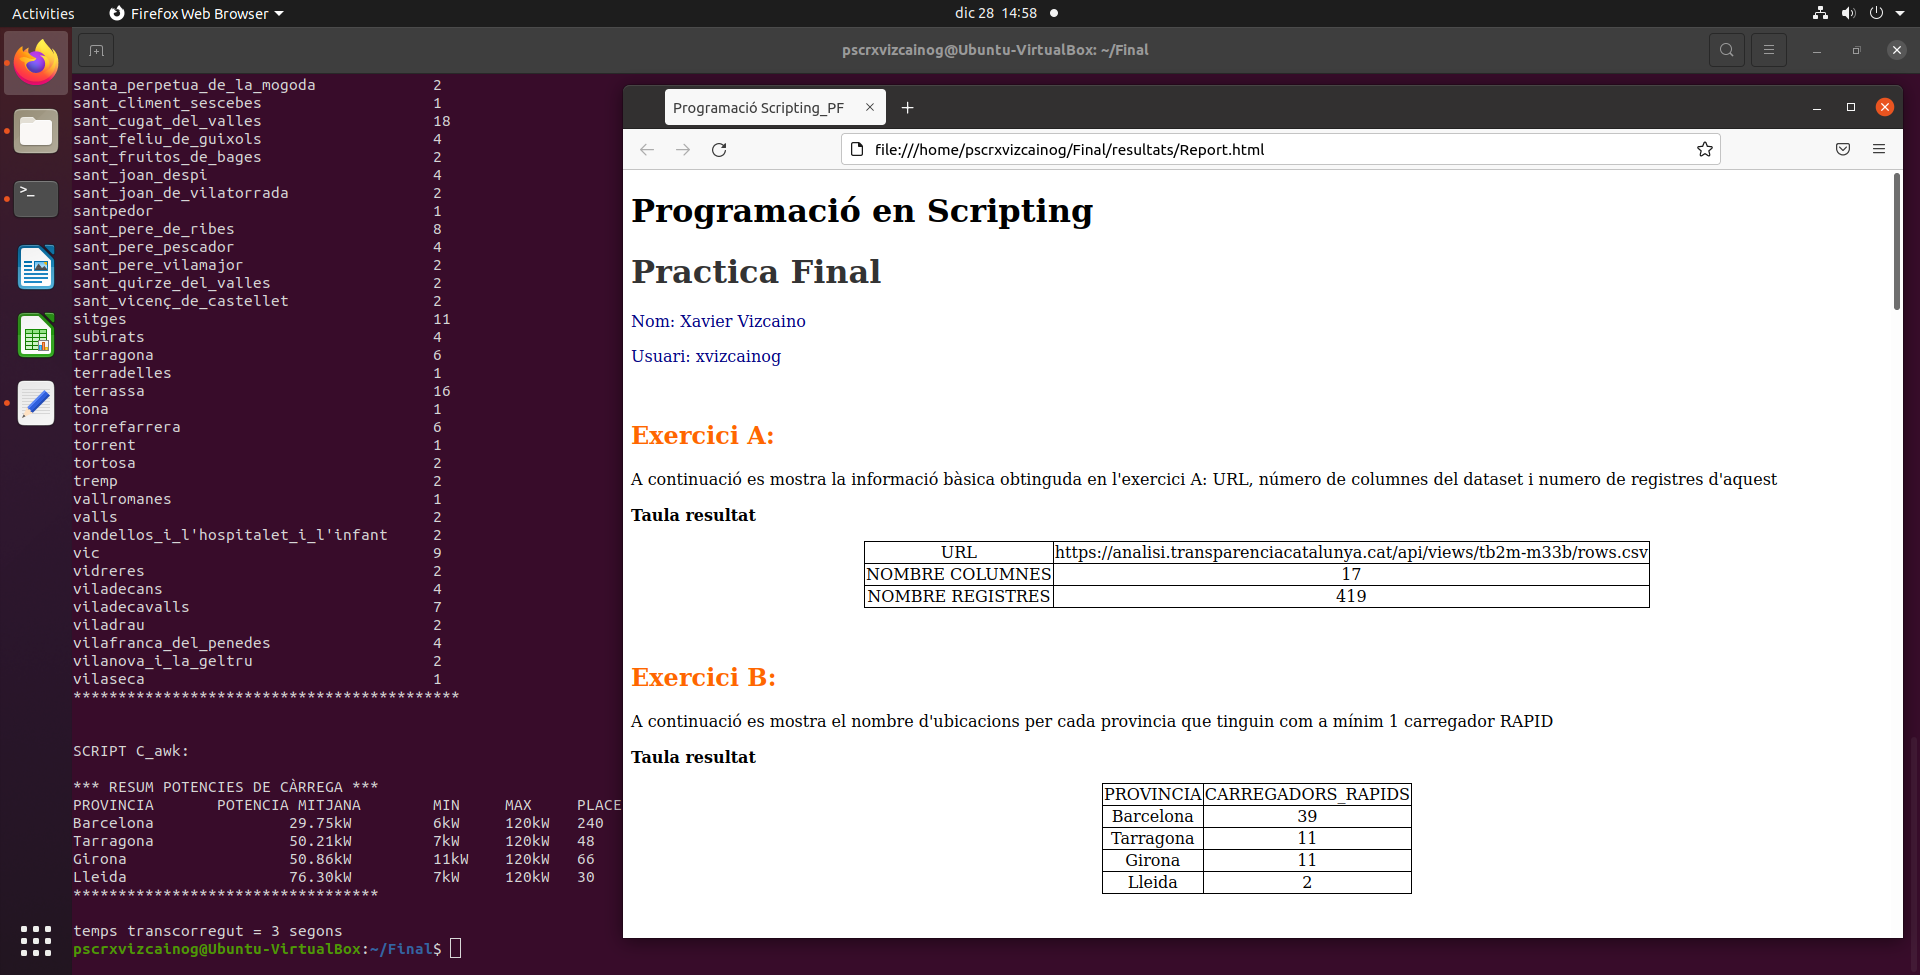 Activities Firefox Web Browser dic 28 14:58
pscrxvizcainog@Ubuntu-VirtualBox: ~/Final
santa_perpetua_de_la_mogoda 2
sant_climent_sescebes 1
sant_cugat_del_valles 18
sant_feliu_de_guixols 4
sant_fruitos_de_bages 2
sant_joan_despi 4
sant_joan_de_vilatorrada 2
santpedor 1
sant_pere_de_ribes 8
sant_pere_pescador 4
sant_pere_vilamajor 2
sant_quirze_del_valles 2
sant_vicenç_de_castellet 2
sitges 11
subirats 4
tarragona 6
terradelles 1
terrassa 16
tona 1
torrefarrera 6
torrent 1
tortosa 2
tremp 2
vallromanes 1
valls 2
vandellos_i_l'hospitalet_i_l'infant 2
vic 9
vidreres 2
viladecans 4
viladecavalls 7
viladrau 2
vilafranca_del_penedes 4
vilanova_i_la_geltru 2
vilaseca 1
*******************************************
SCRIPT C_awk:
*** RESUM POTENCIES DE CÀRREGA ***
PROVINCIA POTENCIA MITJANA MIN MAX PLACE
Barcelona 29.75kW 6kW 120kW 240
Tarragona 50.21kW 7kW 120kW 48
Girona 50.86kW 11kW 120kW 66
Lleida 76.30kW 7kW 120kW 30
**********************************
temps transcorregut = 3 segons
pscrxvizcainog@Ubuntu-VirtualBox:~/Final$
Programació Scripting_PF
file:///home/pscrxvizcainog/Final/resultats/Report.html
Programació en Scripting
Practica Final
Nom: Xavier Vizcaino
Usuari: xvizcainog
Exercici A:
A continuació es mostra la informació bàsica obtinguda en l'exercici A: URL, número de columnes del dataset i numero de registres d'aquest
Taula resultat
URL https://analisi.transparenciacatalunya.cat/api/views/tb2m-m33b/rows.csv
NOMBRE COLUMNES 17
NOMBRE REGISTRES 419
Exercici B:
A continuació es mostra el nombre d'ubicacions per cada provincia que tinguin com a mínim 1 carregador RAPID
Taula resultat
PROVINCIA CARREGADORS_RAPIDS
Barcelona 39
Tarragona 11
Girona 11
Lleida 2